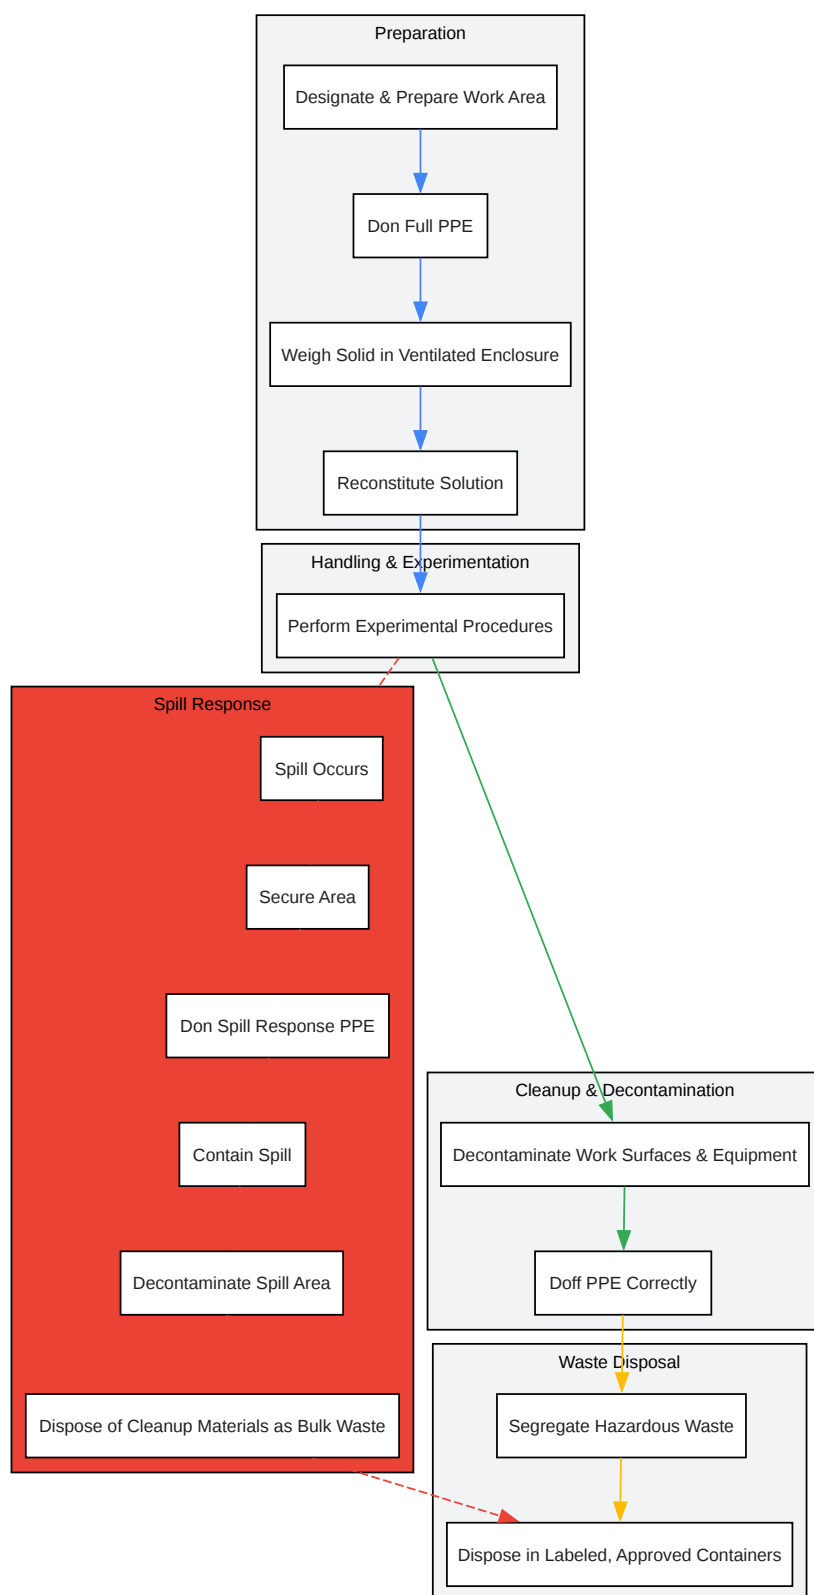 Preparation
Designate & Prepare Work Area
Don Full PPE
Weigh Solid in Ventilated Enclosure
Reconstitute Solution
Handling & Experimentation
Perform Experimental Procedures
Spill Response
Spill Occurs
Secure Area
Don Spill Response PPE
Contain Spill
Decontaminate Spill Area
Dispose of Cleanup Materials as Bulk Waste
Cleanup & Decontamination
Decontaminate Work Surfaces & Equipment
Doff PPE Correctly
Waste Disposal
Segregate Hazardous Waste
Dispose in Labeled, Approved Containers